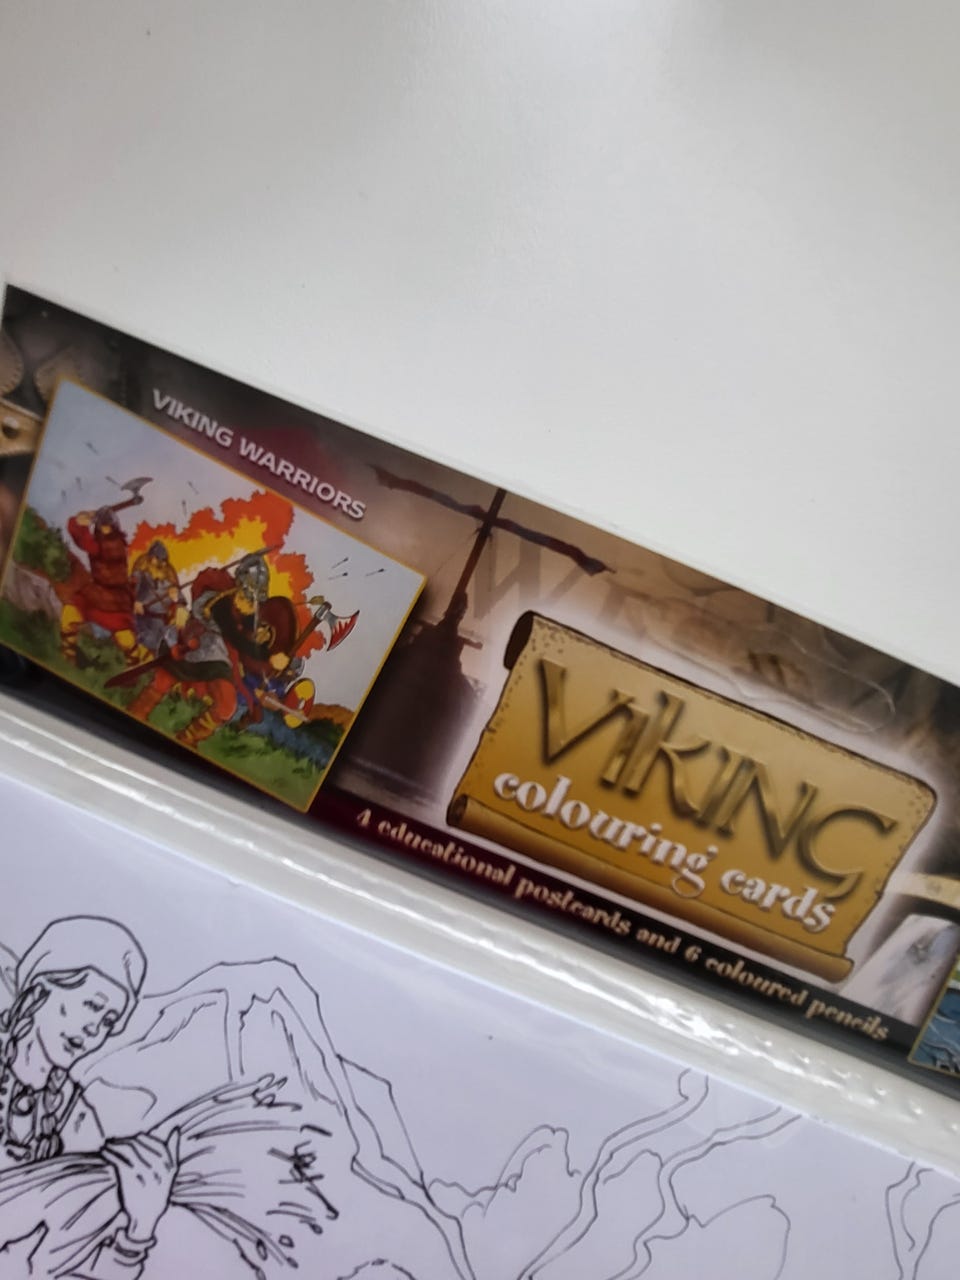 VIKING WARRIORS
VIKING
colouring cards
4 educational postcards and 6 coloured pencils